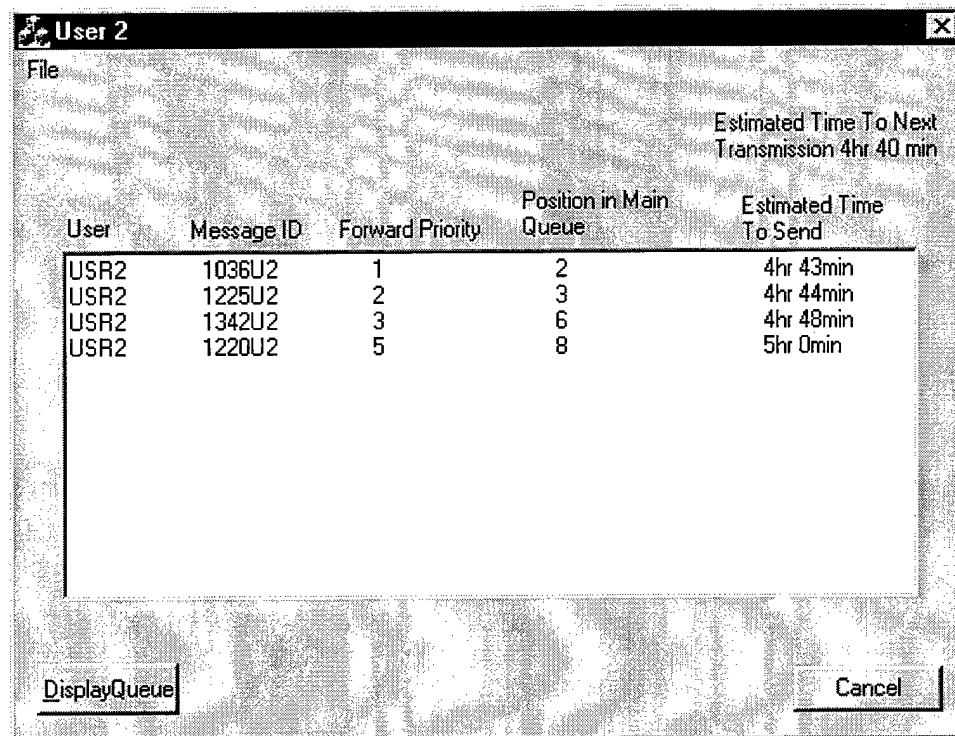 User 2
File
Estimated Time To Next
Transmission 4hr 40 min
User Message ID Forward Priority Position in Main Queue Estimated Time To Send
USR2 1036U2 1 2 4hr 43min
USR2 1225U2 2 3 4hr 44min
USR2 1342U2 3 6 4hr 48min
USR2 1220U2 5 8 5hr 0min
DisplayQueue Cancel